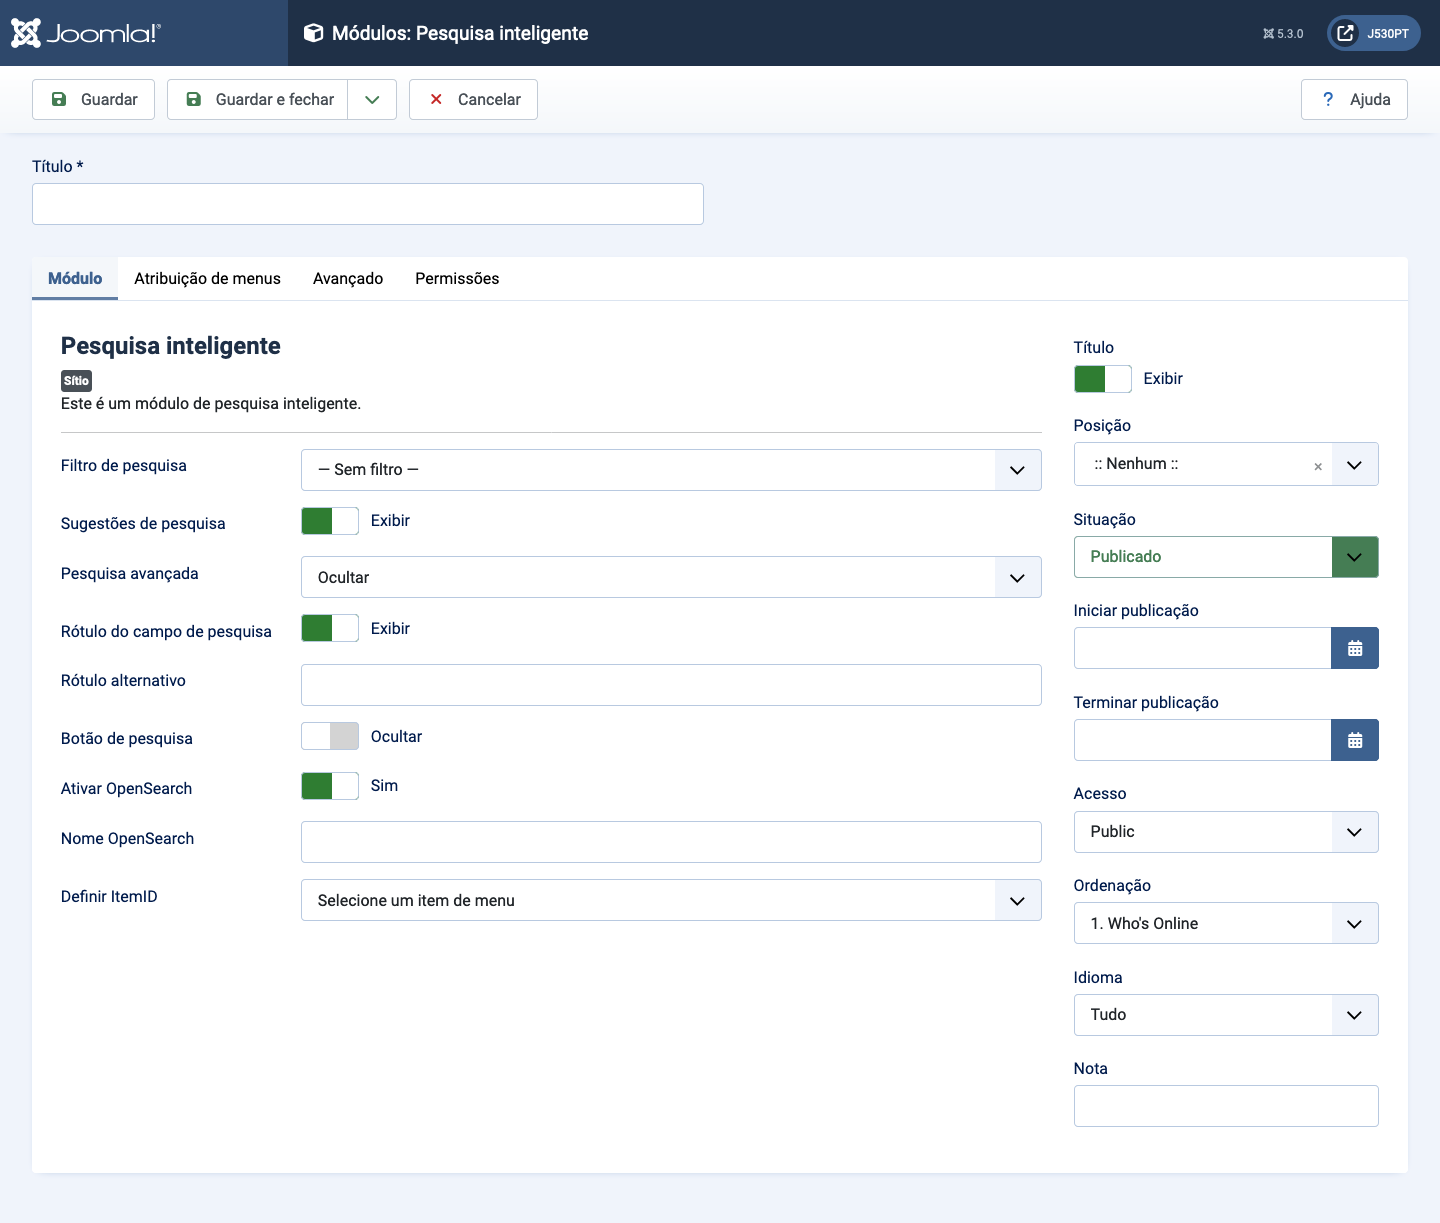 Joomla!
Módulos: Pesquisa inteligente
5.3.0
J530PT
Guardar
Guardar e fechar
Cancelar
? Ajuda
Título *
Módulo
Atribuição de menus
Avançado
Permissões
Pesquisa inteligente
Sítio
Este é um módulo de pesquisa inteligente.
Filtro de pesquisa
— Sem filtro —
Sugestões de pesquisa
Exibir
Pesquisa avançada
Ocultar
Rótulo do campo de pesquisa
Exibir
Rótulo alternativo
Botão de pesquisa
Ocultar
Ativar OpenSearch
Sim
Nome OpenSearch
Definir ItemID
Selecione um item de menu
Título
Exibir
Posição
:: Nenhum ::
×
Situação
Publicado
Iniciar publicação
Terminar publicação
Acesso
Public
Ordenação
1. Who's Online
Idioma
Tudo
Nota